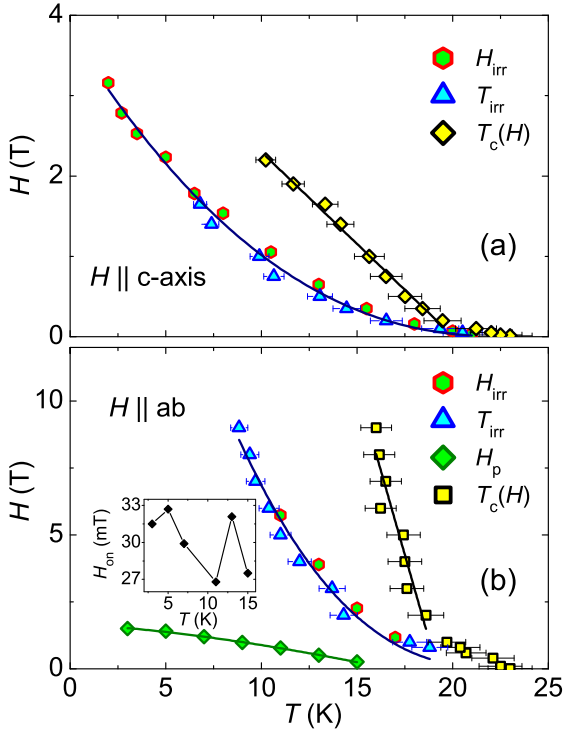 4
H_irr
T_irr
T_c(H)
H (T)
2
(a)
H || c-axis
0
H || ab
10
H_irr
T_irr
H_p
T_c(H)
H (T)
33
30
27
H_on (mT)
5 10 15
T (K)
5
(b)
0
0 5 10 15 20 25
T (K)